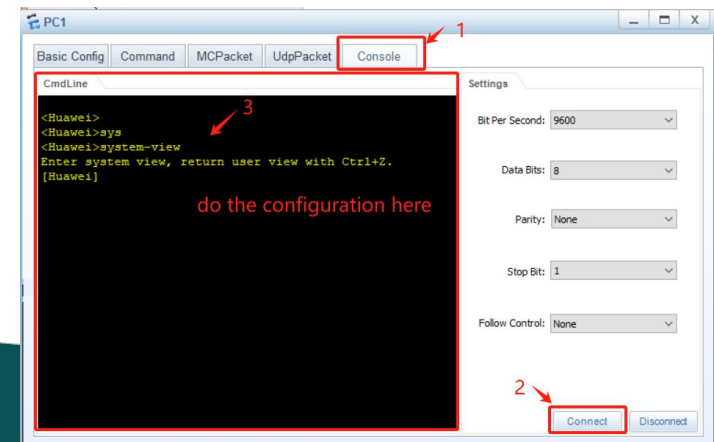 PC1
1
Basic Config Command MCPacket UdpPacket Console
CmdLine
<Huawei>
<Huawei>sys
<Huawei>system-view
Enter system view, return user view with Ctrl+Z.
[Huawei]
3
do the configuration here
Settings
Bit Per Second: 9600
Data Bits: 8
Parity: None
Stop Bit: 1
Follow Control: None
2
Connect Disconnect